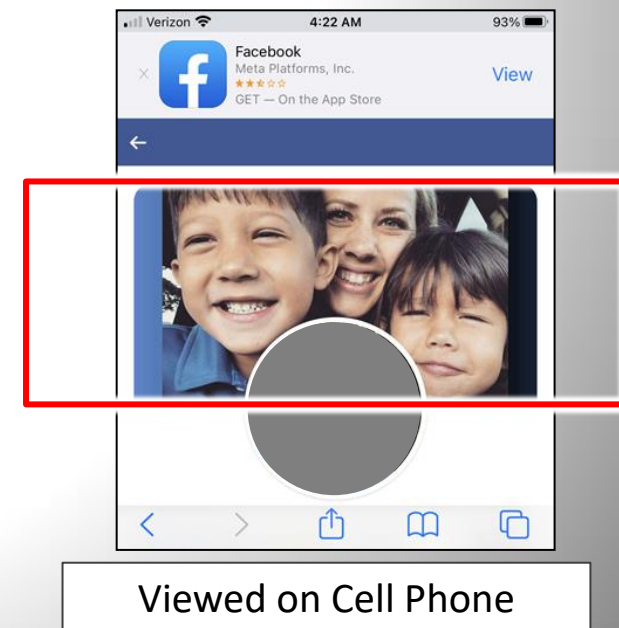 Verizon 4:22 AM 93%
Facebook
Meta Platforms, Inc.
GET — On the App Store
View
Viewed on Cell Phone